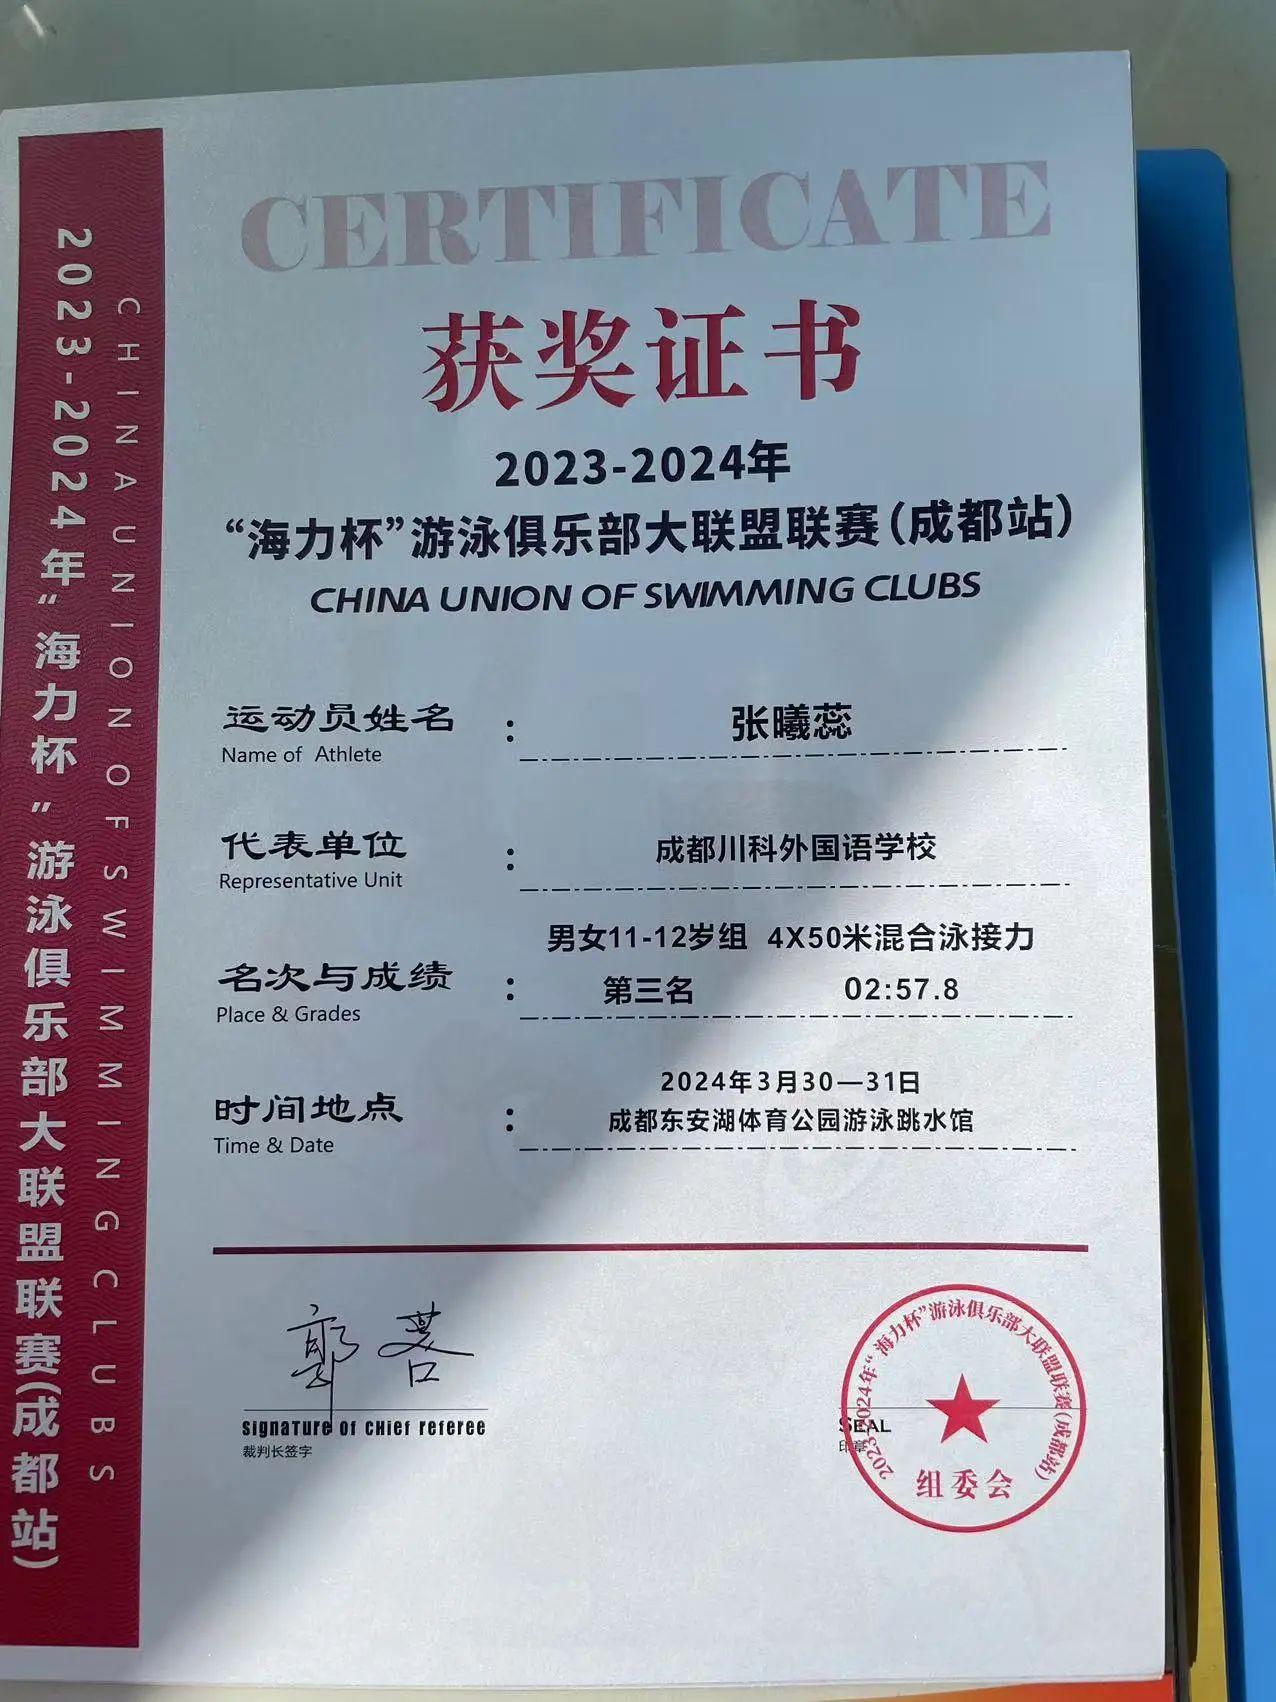 2023-2024年“海力杯”游泳俱乐部大联盟联赛(成都站)
CHINA UNION OF SWIMMING CLUBS
CERTIFICATE
获奖证书
2023-2024年
“海力杯”游泳俱乐部大联盟联赛(成都站)
CHINA UNION OF SWIMMING CLUBS
运动员姓名 : 张曦蕊
Name of Athlete
代表单位 : 成都川科外国语学校
Representative Unit
男女11-12岁组 4X50米混合泳接力
名次与成绩 : 第三名 02:57.8
Place & Grades
2024年3月30—31日
时间地点 : 成都东安湖体育公园游泳跳水馆
Time & Date
SignaTure of CHief referee
裁判长签字
SEAL
印章
2023-2024年“海力杯”游泳俱乐部大联盟联赛(成都站)
组委会